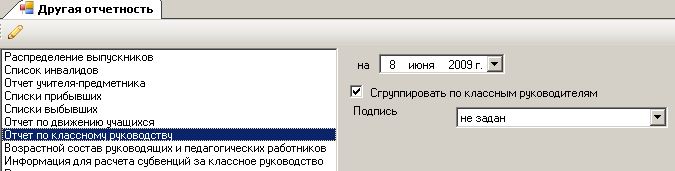 Другая отчетность
Распределение выпускников
Список инвалидов
Отчет учителя-предметника
Списки прибывших
Списки выбывших
Отчет по движению учащихся
Отчет по классному руководству
Возрастной состав руководящих и педагогических работников
Информация для расчета субвенций за классное руководство
на 8 июня 2009 г.
Сгруппировать по классным руководителям
Подпись не задан